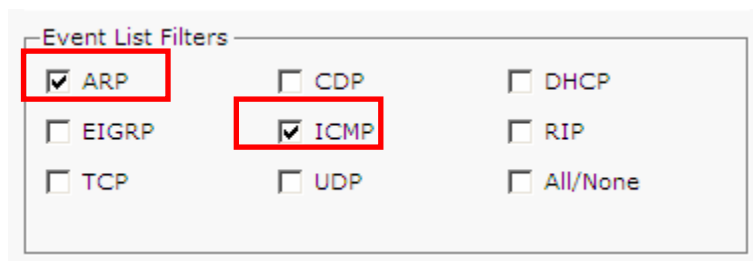 Event List Filters
ARP CDP DHCP
EIGRP ICMP RIP
TCP UDP All/None